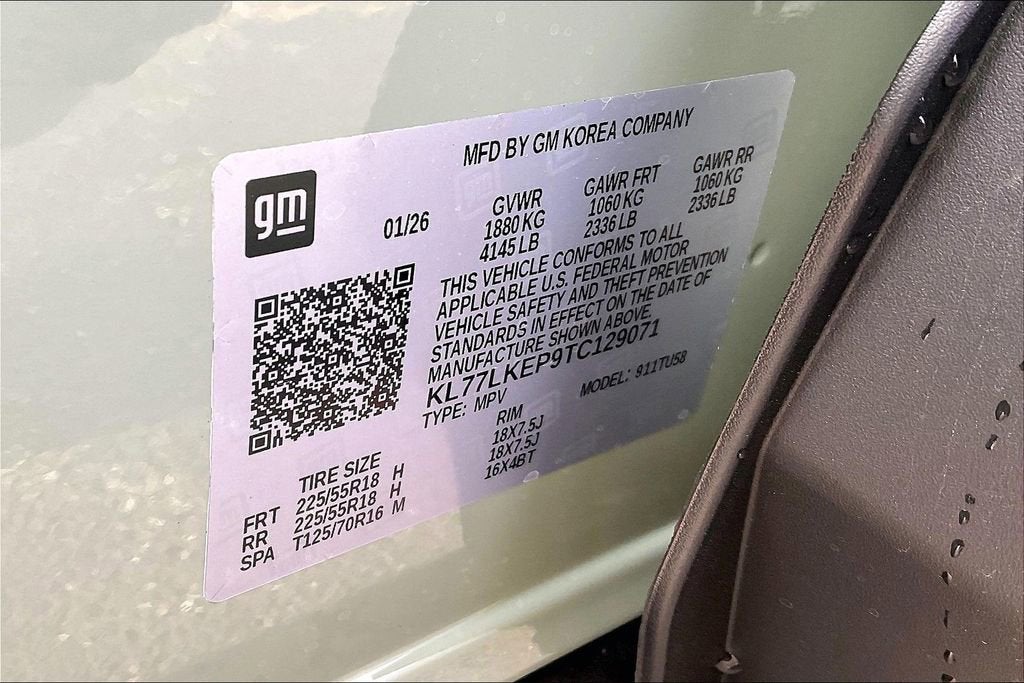 MFD BY GM KOREA COMPANY
gm
01/26
GVWR GAWR FRT GAWR RR
1880 KG 1060 KG 1060 KG
4145 LB 2336 LB 2336 LB
THIS VEHICLE CONFORMS TO ALL
APPLICABLE U.S. FEDERAL MOTOR
VEHICLE SAFETY AND THEFT PREVENTION
STANDARDS IN EFFECT ON THE DATE OF
MANUFACTURE SHOWN ABOVE.
KL77LKEP9TC129071
TYPE: MPV MODEL: 911TU58
TIRE SIZE RIM
FRT 225/55R18 H 18X7.5J
RR 225/55R18 H 18X7.5J
SPA T125/70R16 M 16X4BT